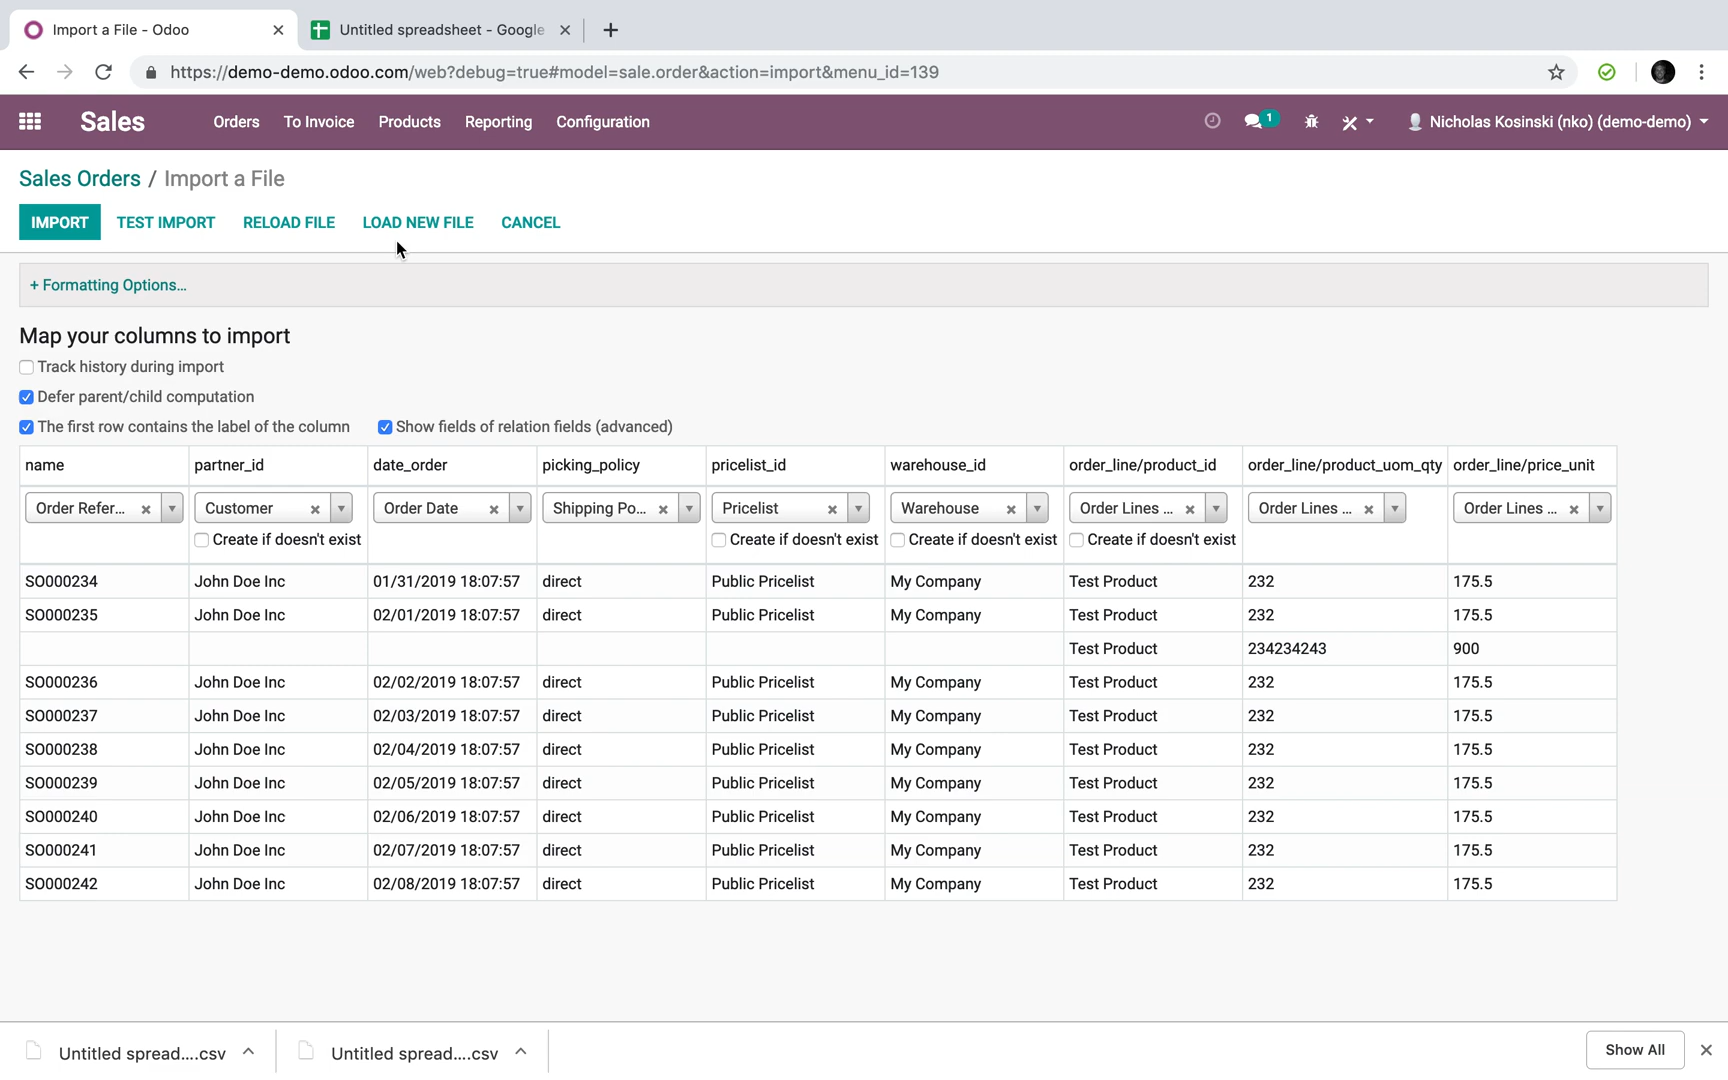 Import a File - Odoo
Untitled spreadsheet - Google
https://demo-demo.odoo.com/web?debug=true#model=sale.order&action=import&menu_id=139
Sales Orders To Invoice Products Reporting Configuration 1 Nicholas Kosinski (nko) (demo-demo)
Sales Orders / Import a File
IMPORT TEST IMPORT RELOAD FILE LOAD NEW FILE CANCEL
+ Formatting Options...
Map your columns to import
Track history during import
Defer parent/child computation
The first row contains the label of the column Show fields of relation fields (advanced)
name partner_id date_order picking_policy pricelist_id warehouse_id order_line/product_id order_line/product_uom_qty order_line/price_unit
Order Refer... Customer Order Date Shipping Po... Pricelist Warehouse Order Lines ... Order Lines ... Order Lines ...
Create if doesn't exist Create if doesn't exist Create if doesn't exist Create if doesn't exist
SO000234 John Doe Inc 01/31/2019 18:07:57 direct Public Pricelist My Company Test Product 232 175.5
SO000235 John Doe Inc 02/01/2019 18:07:57 direct Public Pricelist My Company Test Product 232 175.5
Test Product 234234243 900
SO000236 John Doe Inc 02/02/2019 18:07:57 direct Public Pricelist My Company Test Product 232 175.5
SO000237 John Doe Inc 02/03/2019 18:07:57 direct Public Pricelist My Company Test Product 232 175.5
SO000238 John Doe Inc 02/04/2019 18:07:57 direct Public Pricelist My Company Test Product 232 175.5
SO000239 John Doe Inc 02/05/2019 18:07:57 direct Public Pricelist My Company Test Product 232 175.5
SO000240 John Doe Inc 02/06/2019 18:07:57 direct Public Pricelist My Company Test Product 232 175.5
SO000241 John Doe Inc 02/07/2019 18:07:57 direct Public Pricelist My Company Test Product 232 175.5
SO000242 John Doe Inc 02/08/2019 18:07:57 direct Public Pricelist My Company Test Product 232 175.5
Untitled spread....csv Untitled spread....csv Show All